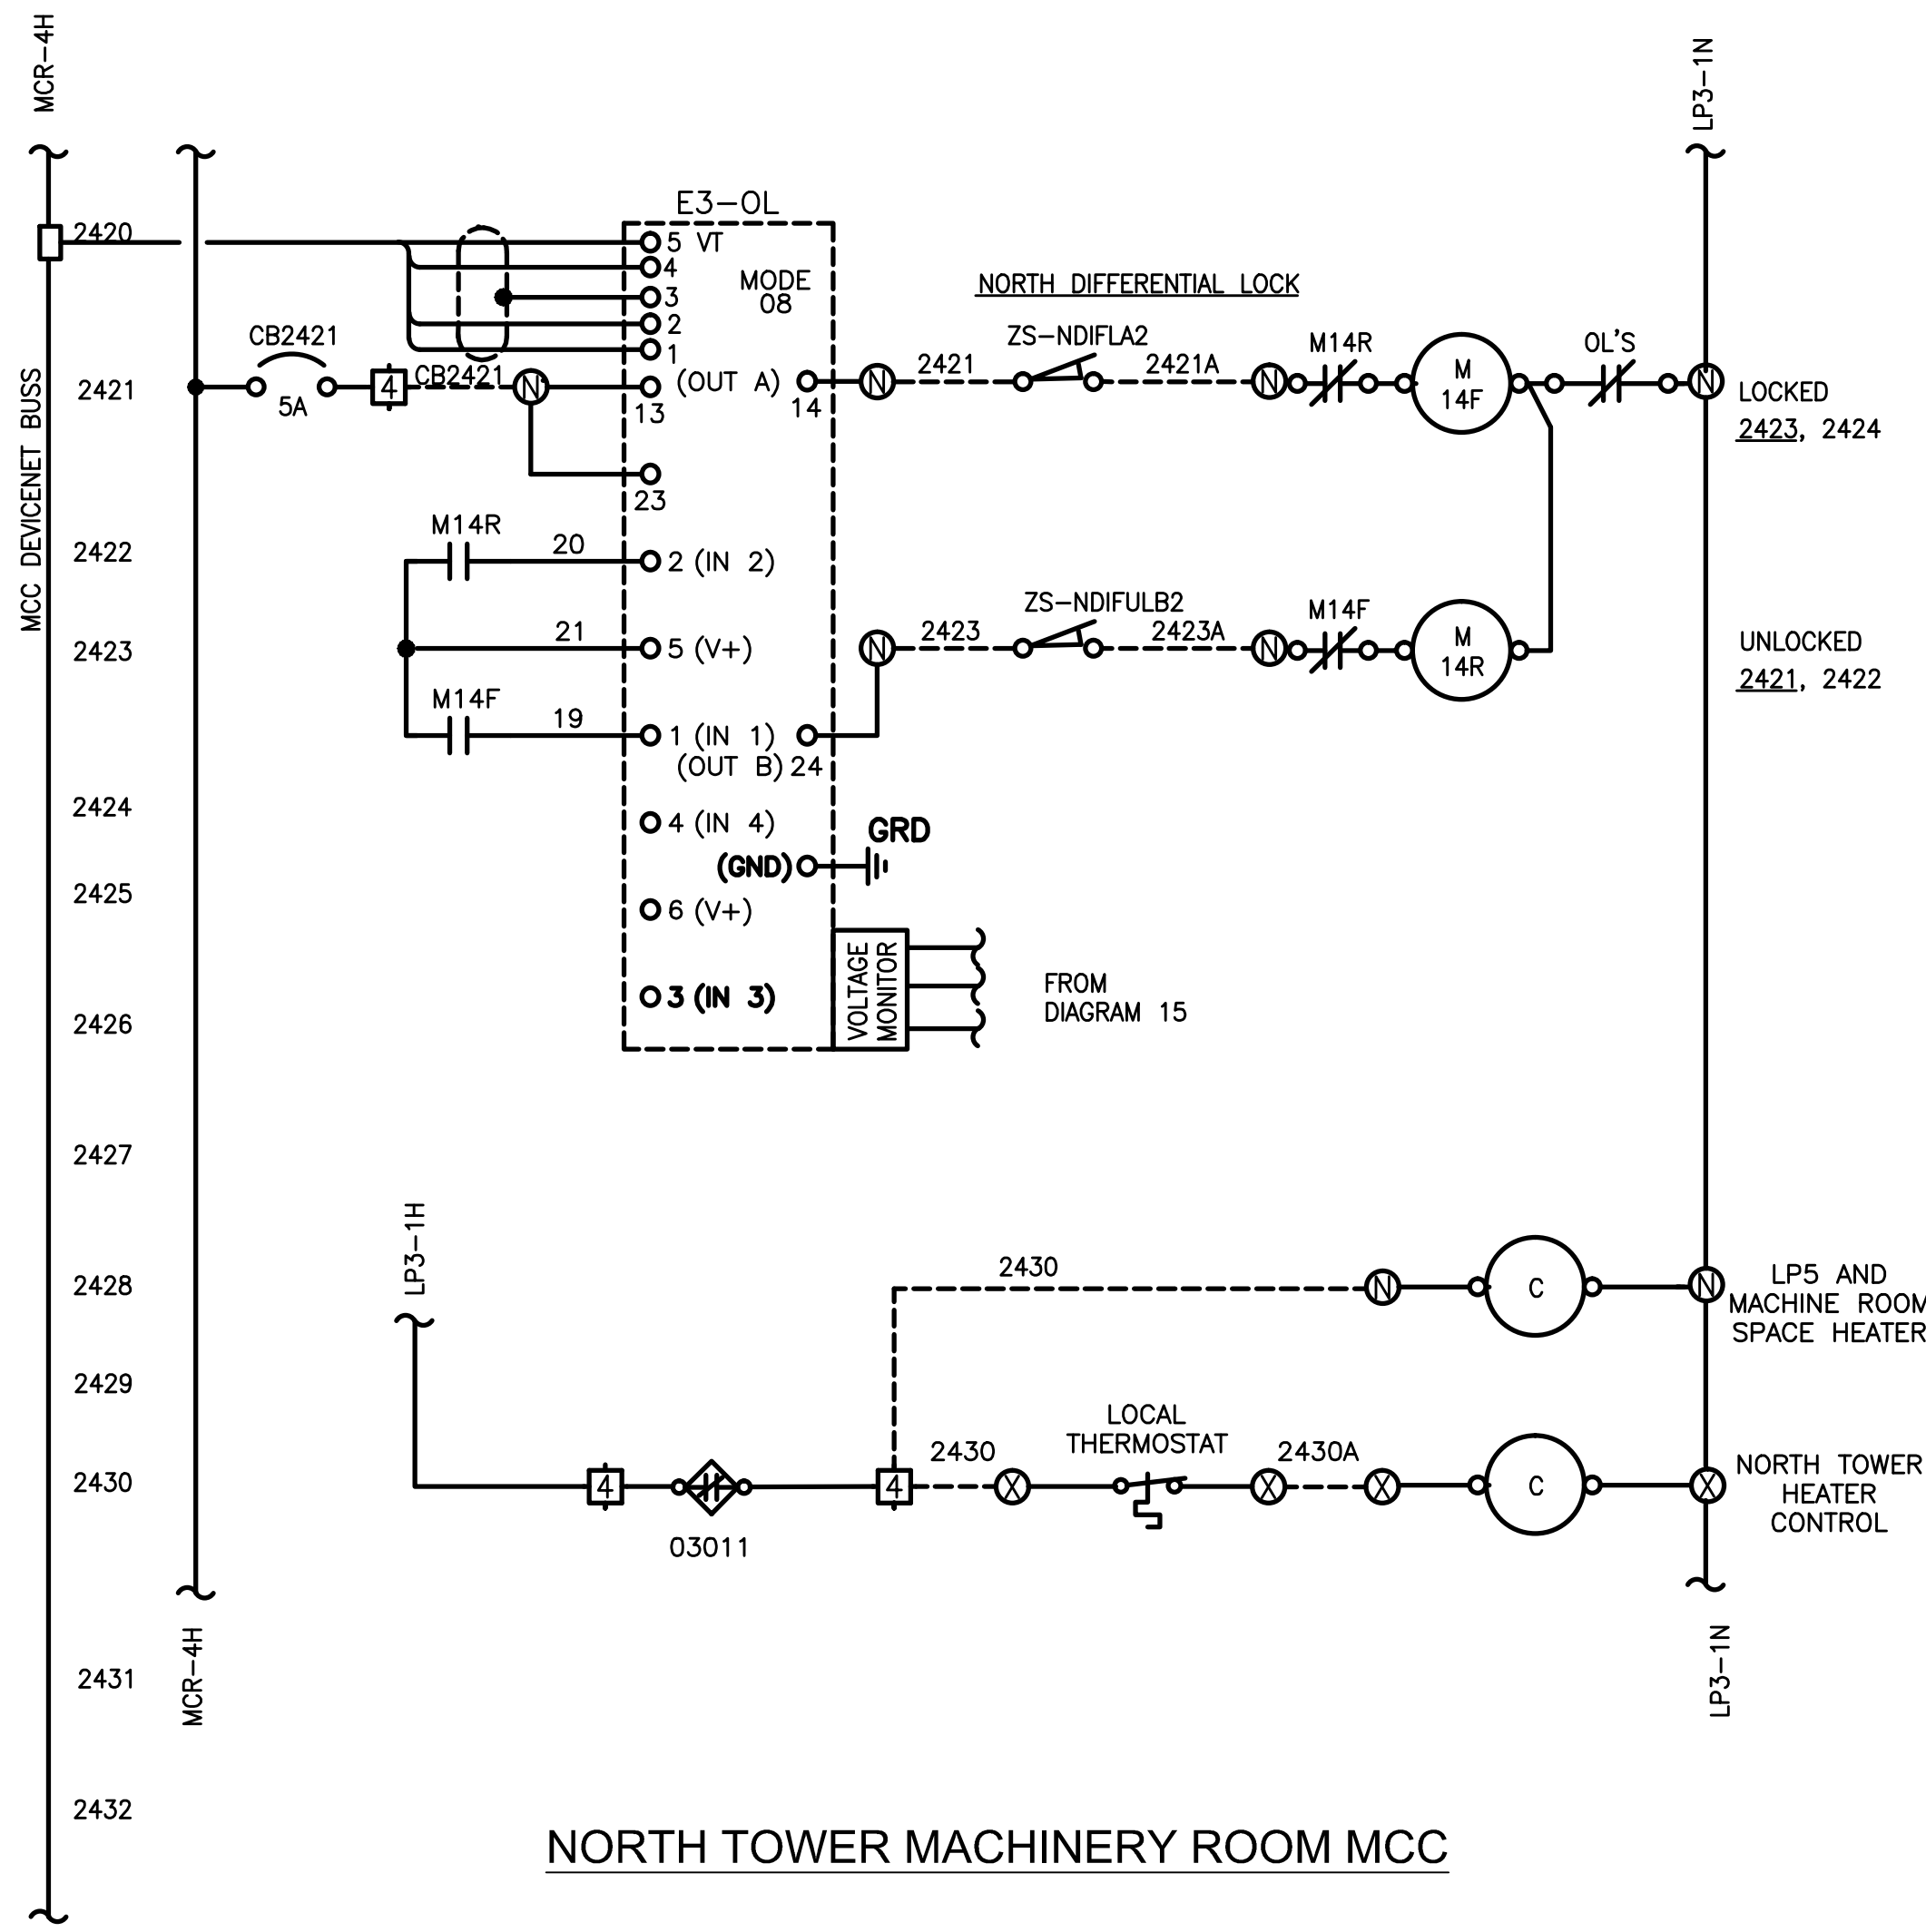 MCR-4H
LP3-1N
MCC DEVICENET BUSS
2420
E3-OL
5 VT
4
3
2
1
MODE
08
NORTH DIFFERENTIAL LOCK
CB2421
5A
2421
4
CB2421
N
13
(OUT A)
14
N
2421
ZS-NDIFLA2
2421A
N
M14R
M
14F
OL'S
N
LOCKED
2423, 2424
23
2422
M14R
20
2 (IN 2)
2423
21
5 (V+)
N
2423
ZS-NDIFULB2
2423A
N
M14F
M
14R
UNLOCKED
2421, 2422
M14F
19
1 (IN 1)
(OUT B) 24
2424
4 (IN 4)
GRD
(GND)
2425
6 (V+)
VOLTAGE
MONITOR
FROM
DIAGRAM 15
3 (IN 3)
2426
2427
LP3-1H
2428
2430
N
C
N
LP5 AND
MACHINE ROOM
SPACE HEATER
2429
LOCAL
THERMOSTAT
2430
4
03011
4
2430
X
X
2430A
X
C
X
NORTH TOWER
HEATER
CONTROL
MCR-4H
LP3-1N
2431
2432
NORTH TOWER MACHINERY ROOM MCC